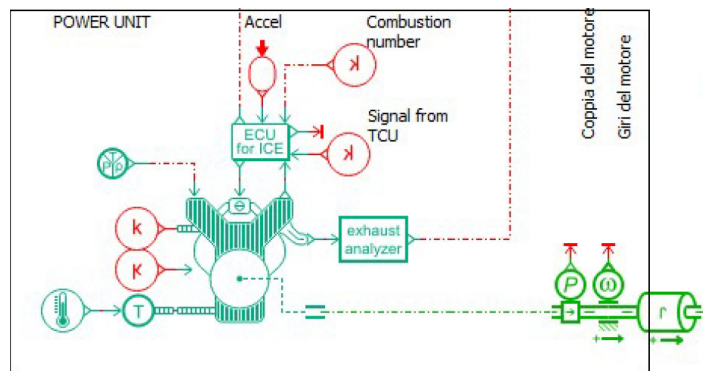 POWER UNIT
Accel
Combustion
number
Signal from
TCU
Coppia del motore
Giri del motore
k
ECU
for ICE
k
P T ρ
k
k
exhaust
analyzer
T
P
ω
r